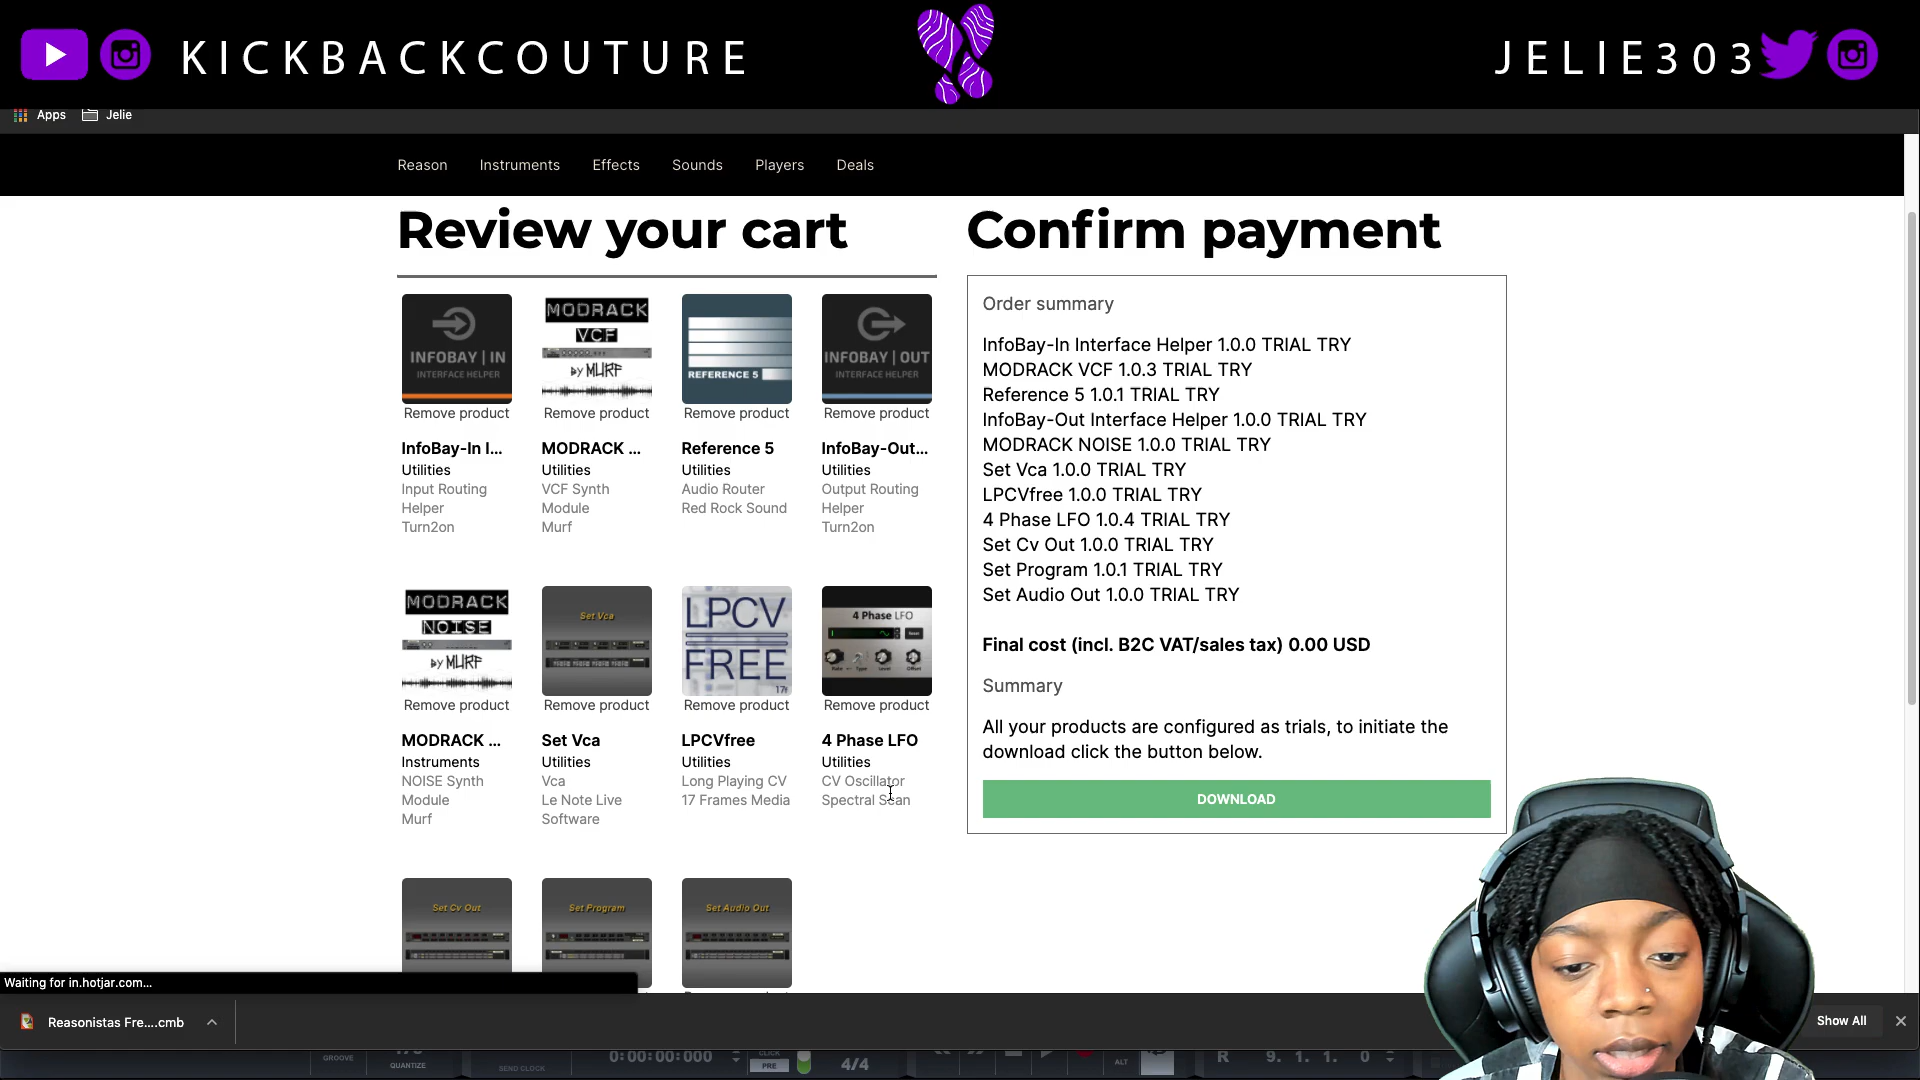 KICKBACKCOUTURE
JELIE303
Apps
Jelie
Reason
Instruments
Effects
Sounds
Players
Deals
Review your cart
INFOBAY | IN
INTERFACE HELPER
Remove product
InfoBay-In I...
Utilities
Input Routing
Helper
Turn2on
MODRACK
VCF
by MURF
Remove product
MODRACK ...
Utilities
VCF Synth
Module
Murf
REFERENCE 5
Remove product
Reference 5
Utilities
Audio Router
Red Rock Sound
INFOBAY | OUT
INTERFACE HELPER
Remove product
InfoBay-Out...
Utilities
Output Routing
Helper
Turn2on
MODRACK
NOISE
by MURF
Remove product
MODRACK ...
Instruments
NOISE Synth
Module
Murf
Set Vca
Remove product
Set Vca
Utilities
Vca
Le Note Live
Software
LPCV
FREE
17f
Remove product
LPCVfree
Utilities
Long Playing CV
17 Frames Media
4 Phase LFO
Remove product
4 Phase LFO
Utilities
CV Oscillator
Spectral Scan
Set Cv Out
Set Program
Set Audio Out
Confirm payment
Order summary
InfoBay-In Interface Helper 1.0.0 TRIAL TRY
MODRACK VCF 1.0.3 TRIAL TRY
Reference 5 1.0.1 TRIAL TRY
InfoBay-Out Interface Helper 1.0.0 TRIAL TRY
MODRACK NOISE 1.0.0 TRIAL TRY
Set Vca 1.0.0 TRIAL TRY
LPCVfree 1.0.0 TRIAL TRY
4 Phase LFO 1.0.4 TRIAL TRY
Set Cv Out 1.0.0 TRIAL TRY
Set Program 1.0.1 TRIAL TRY
Set Audio Out 1.0.0 TRIAL TRY
Final cost (incl. B2C VAT/sales tax) 0.00 USD
Summary
All your products are configured as trials, to initiate the
download click the button below.
DOWNLOAD
Waiting for in.hotjar.com...
Reasonistas Fre....cmb
Show All
GROOVE
QUANTIZE
SEND CLOCK
0:00:00:000
CLICK
PRE
4/4
ALT
R
9. 1. 1. 0